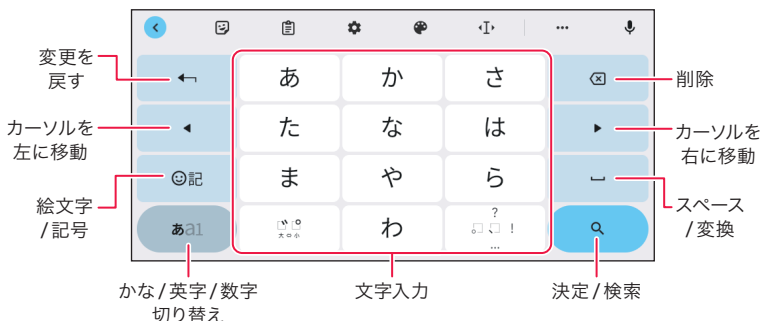 変更を
戻す
カーソルを
左に移動
絵文字
/記号
かな/英字/数字
切り替え
あ か さ
た な は
☺記 ま や ら
あa1 大⇔小 わ 。、?!…
文字入力
削除
カーソルを
右に移動
スペース
/変換
決定/検索